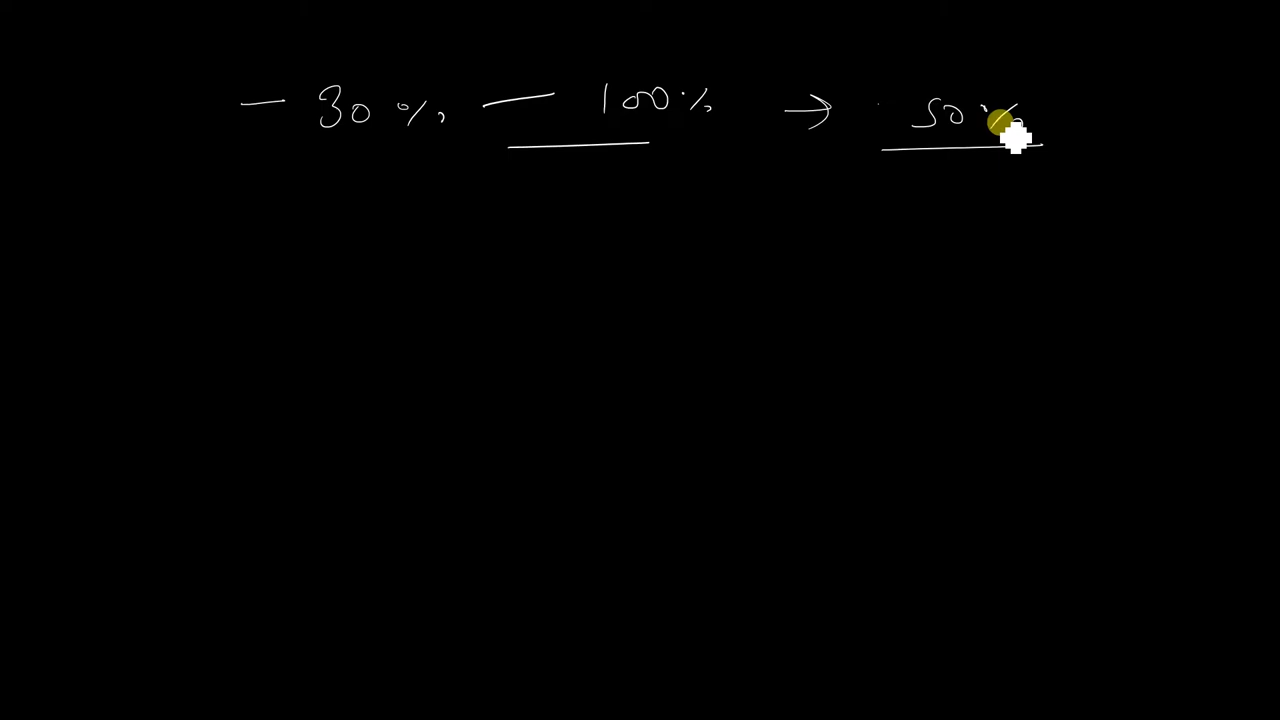 — 30% — 100% → 50%